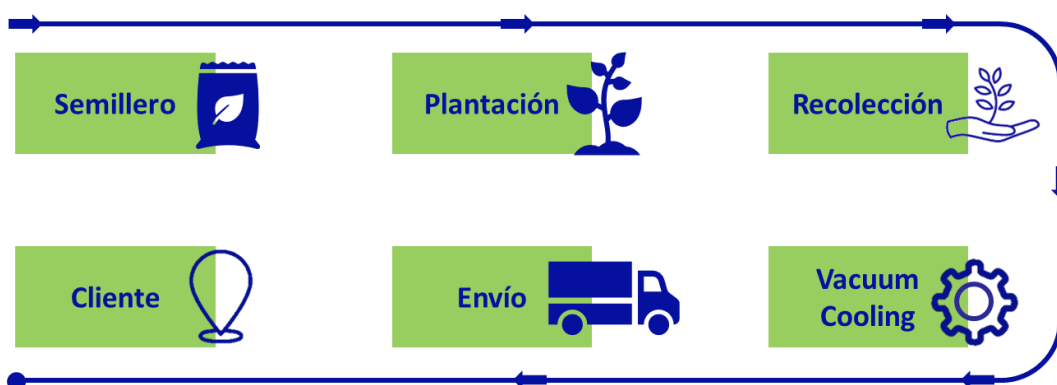 Semillero
Plantación
Recolección
Cliente
Envío
Vacuum
Cooling